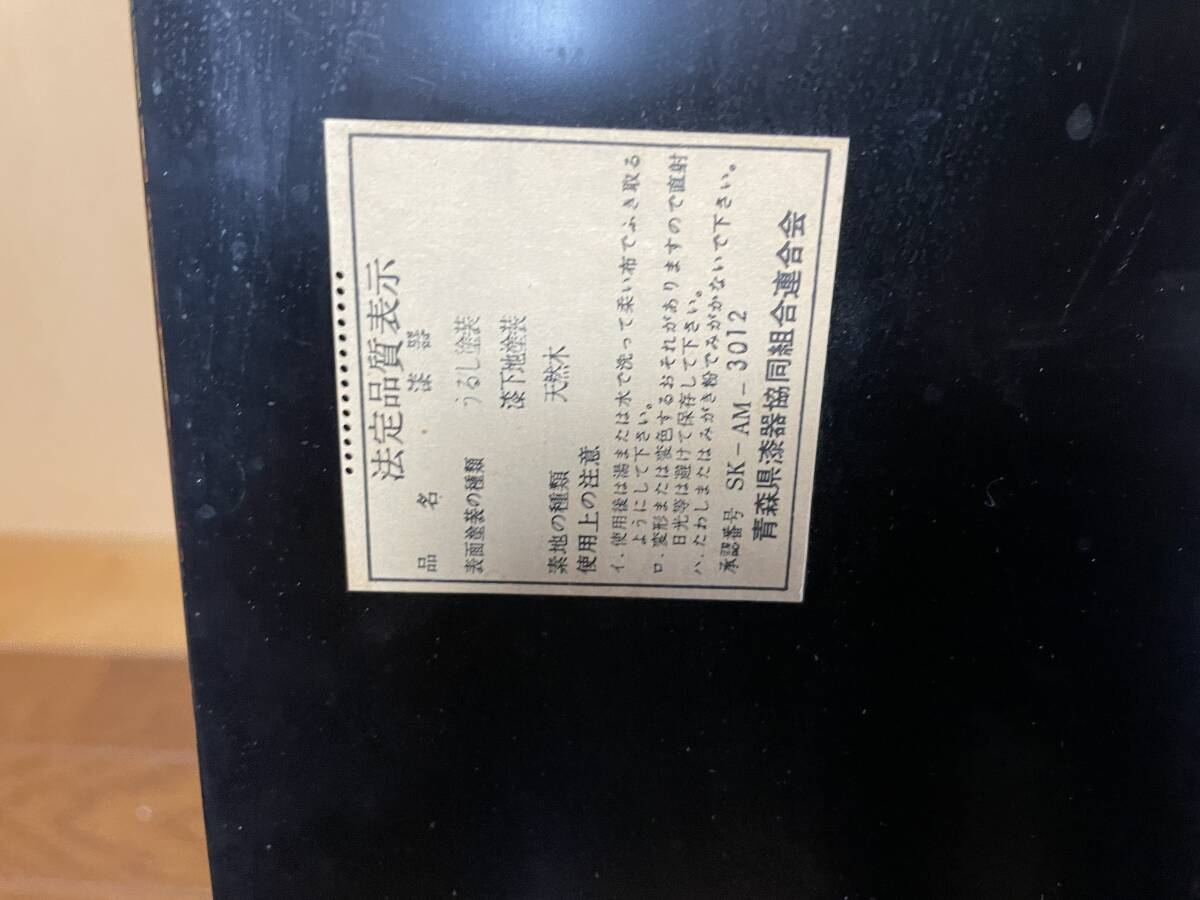 法定品質表示
品名 漆器
表面塗装の種類 うるし塗装
漆下地塗装
素地の種類 天然木
使用上の注意
イ．使用後は湯または水で洗って柔い布でふき取る
ようにして下さい。
ロ．変形または変色するおそれがありますので直射
日光等は避けて保存して下さい。
ハ．たわしまたはみがき粉でみがかないで下さい。
承認番号 SK－AM－3012
青森県漆器協同組合連合会